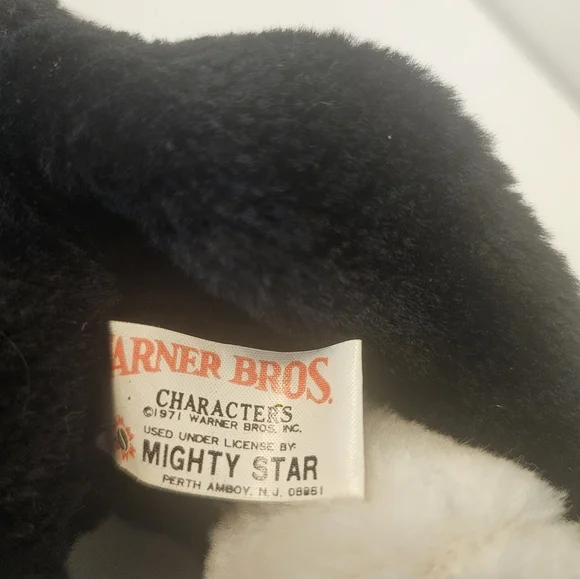 WARNER BROS.
CHARACTERS
©1971 WARNER BROS. INC.
USED UNDER LICENSE BY:
MIGHTY STAR
PERTH AMBOY, N.J. 08861